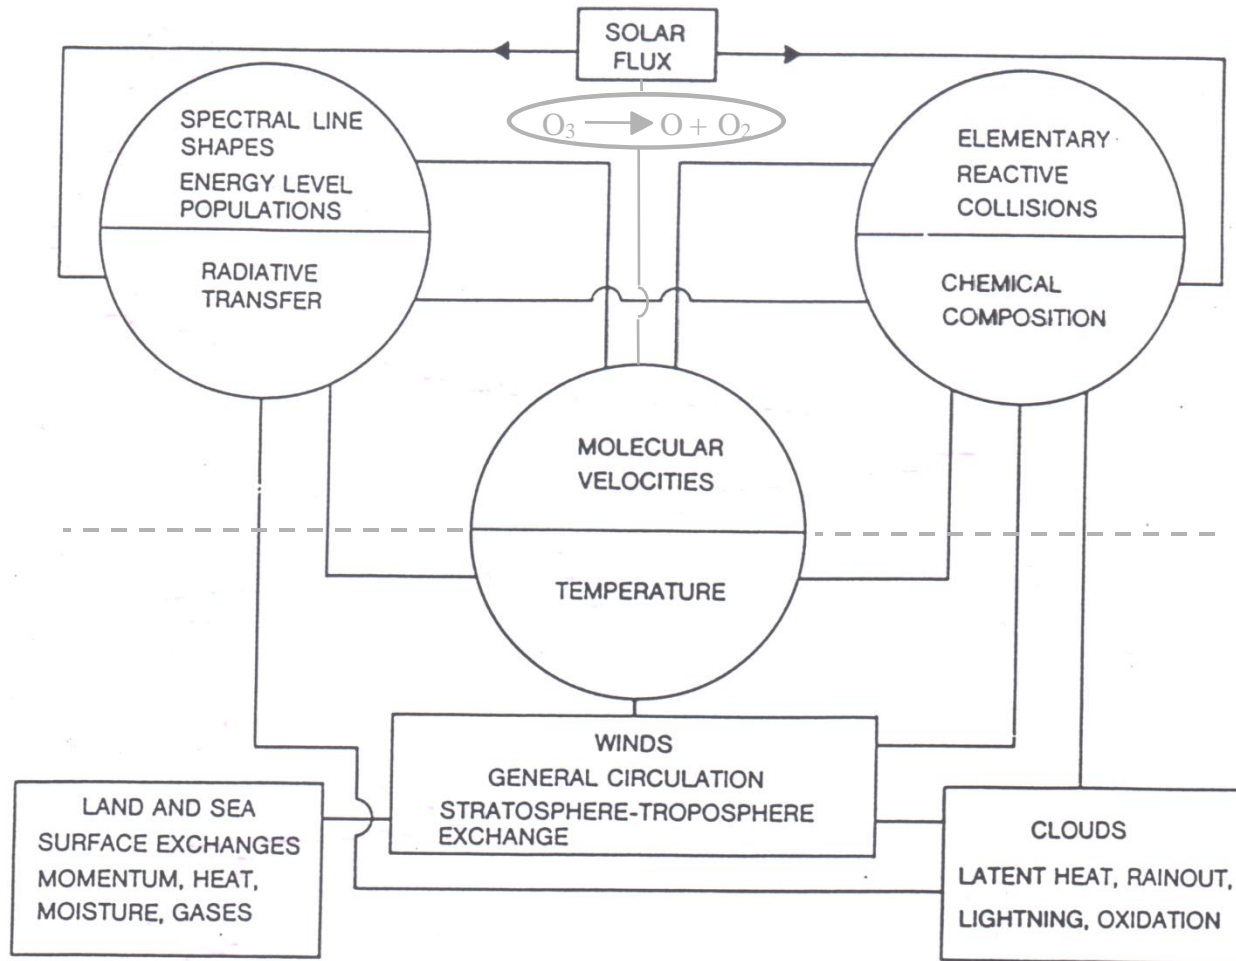 SOLAR
FLUX
O₃ → O + O₂
SPECTRAL LINE
SHAPES
ENERGY LEVEL
POPULATIONS
RADIATIVE
TRANSFER
ELEMENTARY
REACTIVE
COLLISIONS
CHEMICAL
COMPOSITION
MOLECULAR
VELOCITIES
TEMPERATURE
WINDS
GENERAL CIRCULATION
STRATOSPHERE-TROPOSPHERE
EXCHANGE
LAND AND SEA
SURFACE EXCHANGES
MOMENTUM, HEAT,
MOISTURE, GASES
CLOUDS
LATENT HEAT, RAINOUT,
LIGHTNING, OXIDATION